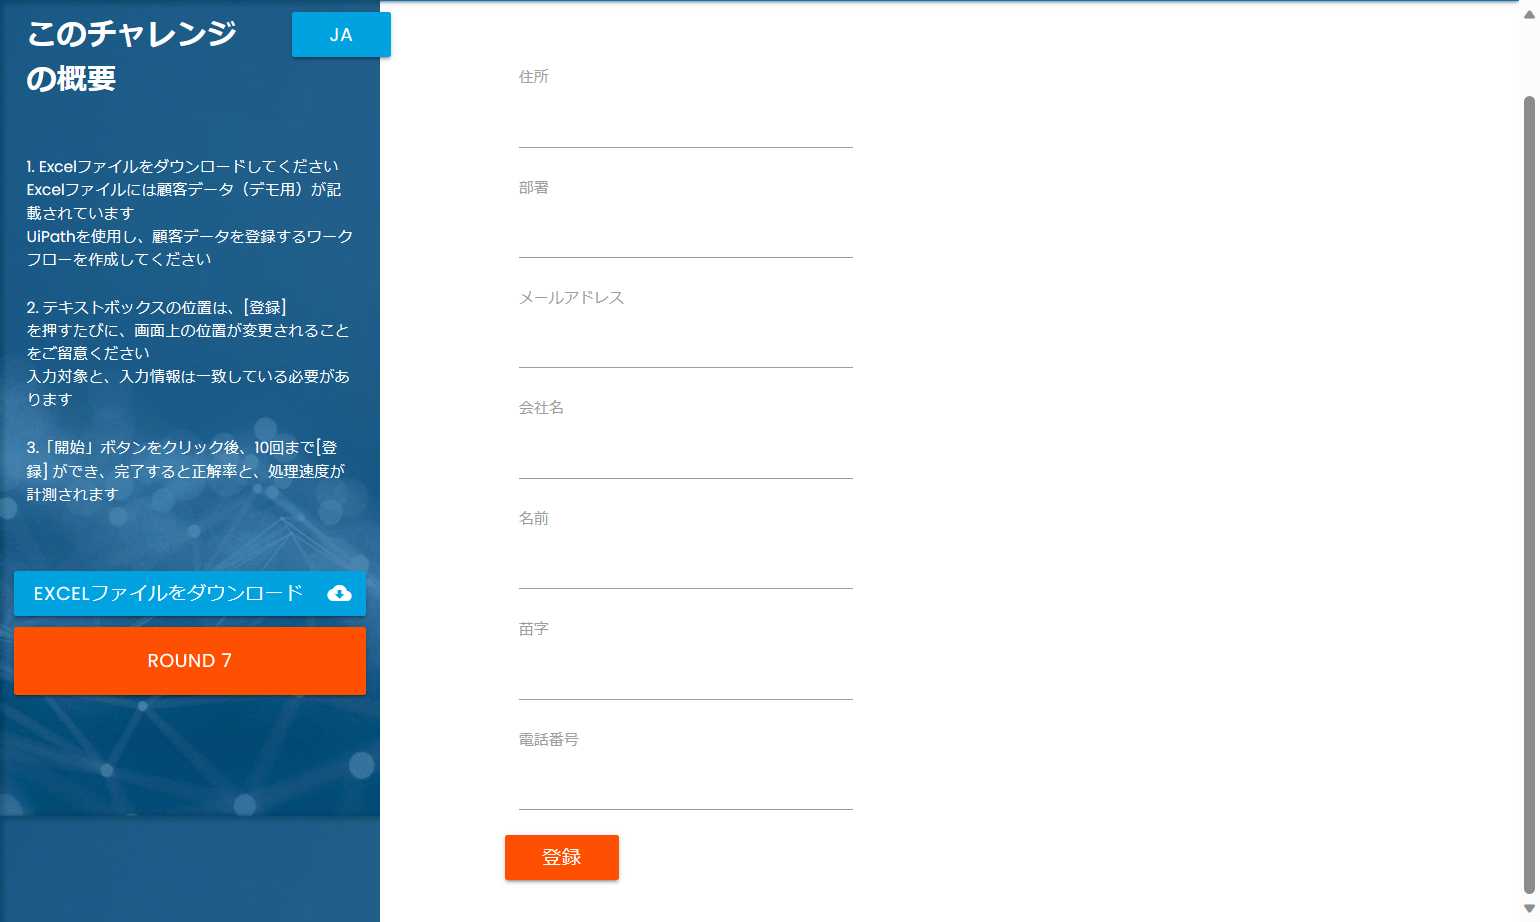 このチャレンジ
の概要
JA
1. Excelファイルをダウンロードしてください
Excelファイルには顧客データ（デモ用）が記
載されています
UiPathを使用し、顧客データを登録するワーク
フローを作成してください
2. テキストボックスの位置は、[登録]
を押すたびに、画面上の位置が変更されること
をご留意ください
入力対象と、入力情報は一致している必要があ
ります
3.「開始」ボタンをクリック後、10回まで[登
録] ができ、完了すると正解率と、処理速度が
計測されます
EXCELファイルをダウンロード
ROUND 7
住所
部署
メールアドレス
会社名
名前
苗字
電話番号
登録